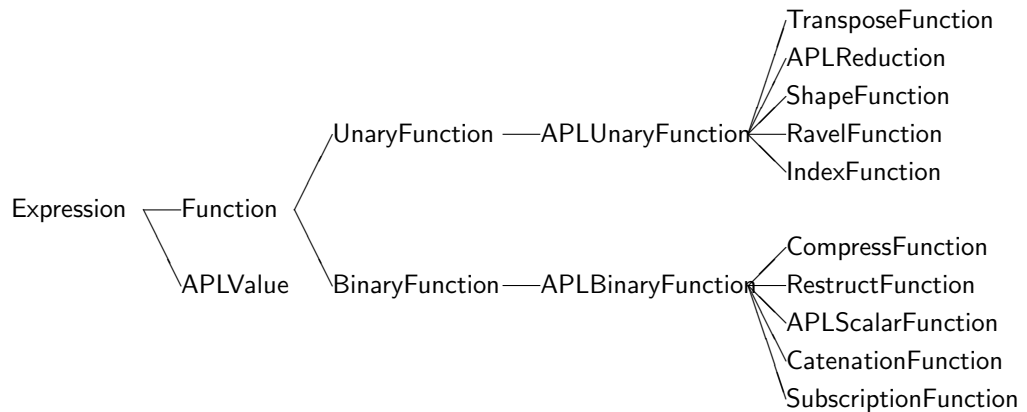 TransposeFunction
APLReduction
ShapeFunction
UnaryFunction APLUnaryFunction RavelFunction
IndexFunction
Expression Function
CompressFunction
APLValue BinaryFunction APLBinaryFunction RestructFunction
APLScalarFunction
CatenationFunction
SubscriptionFunction